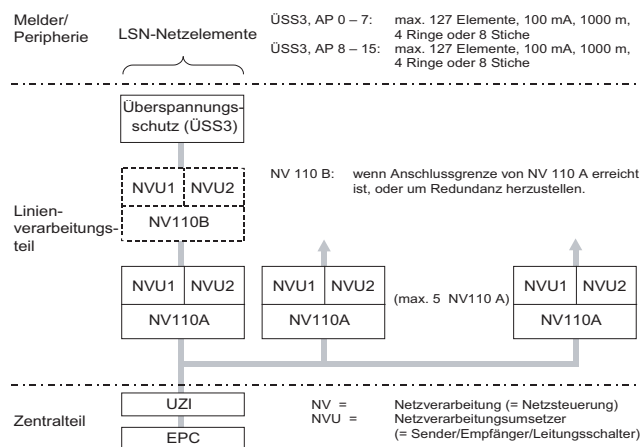 Melder/
Peripherie
LSN-Netzelemente
ÜSS3, AP 0 – 7: max. 127 Elemente, 100 mA, 1000 m,
4 Ringe oder 8 Stiche
ÜSS3, AP 8 – 15: max. 127 Elemente, 100 mA, 1000 m,
4 Ringe oder 8 Stiche
Überspannungs-
schutz (ÜSS3)
NVU1 NVU2
NV110B
NV 110 B: wenn Anschlussgrenze von NV 110 A erreicht
ist, oder um Redundanz herzustellen.
Linien-
verarbeitungs-
teil
NVU1 NVU2
NV110A
NVU1 NVU2
NV110A
(max. 5 NV110 A)
NVU1 NVU2
NV110A
Zentralteil
UZI
EPC
NV = Netzverarbeitung (= Netzsteuerung)
NVU = Netzverarbeitungsumsetzer
(= Sender/Empfänger/Leitungsschalter)